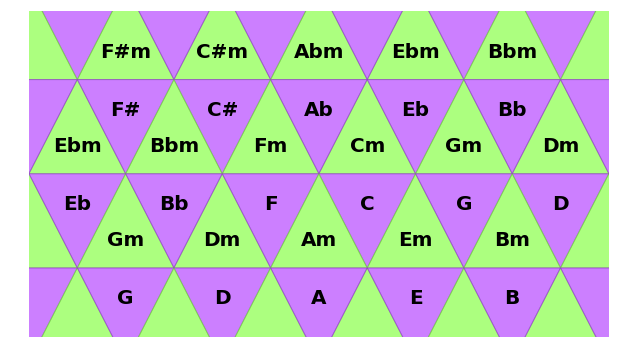 F#m C#m Abm Ebm Bbm
F# C# Ab Eb Bb
Ebm Bbm Fm Cm Gm Dm
Eb Bb F C G D
Gm Dm Am Em Bm
G D A E B